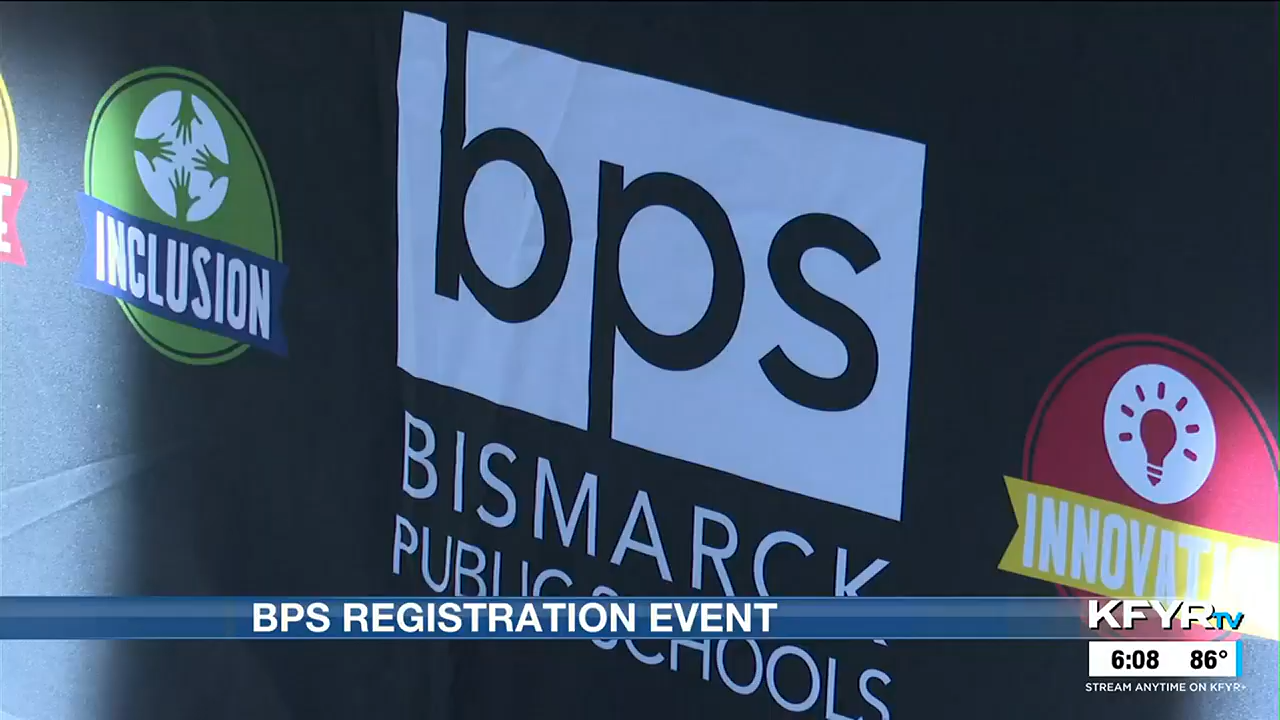 INCLUSION
bps
BISMARCK
PUBLIC SCHOOLS
BPS REGISTRATION EVENT
KFYR TV
6:08 86°
STREAM ANYTIME ON KFYR+